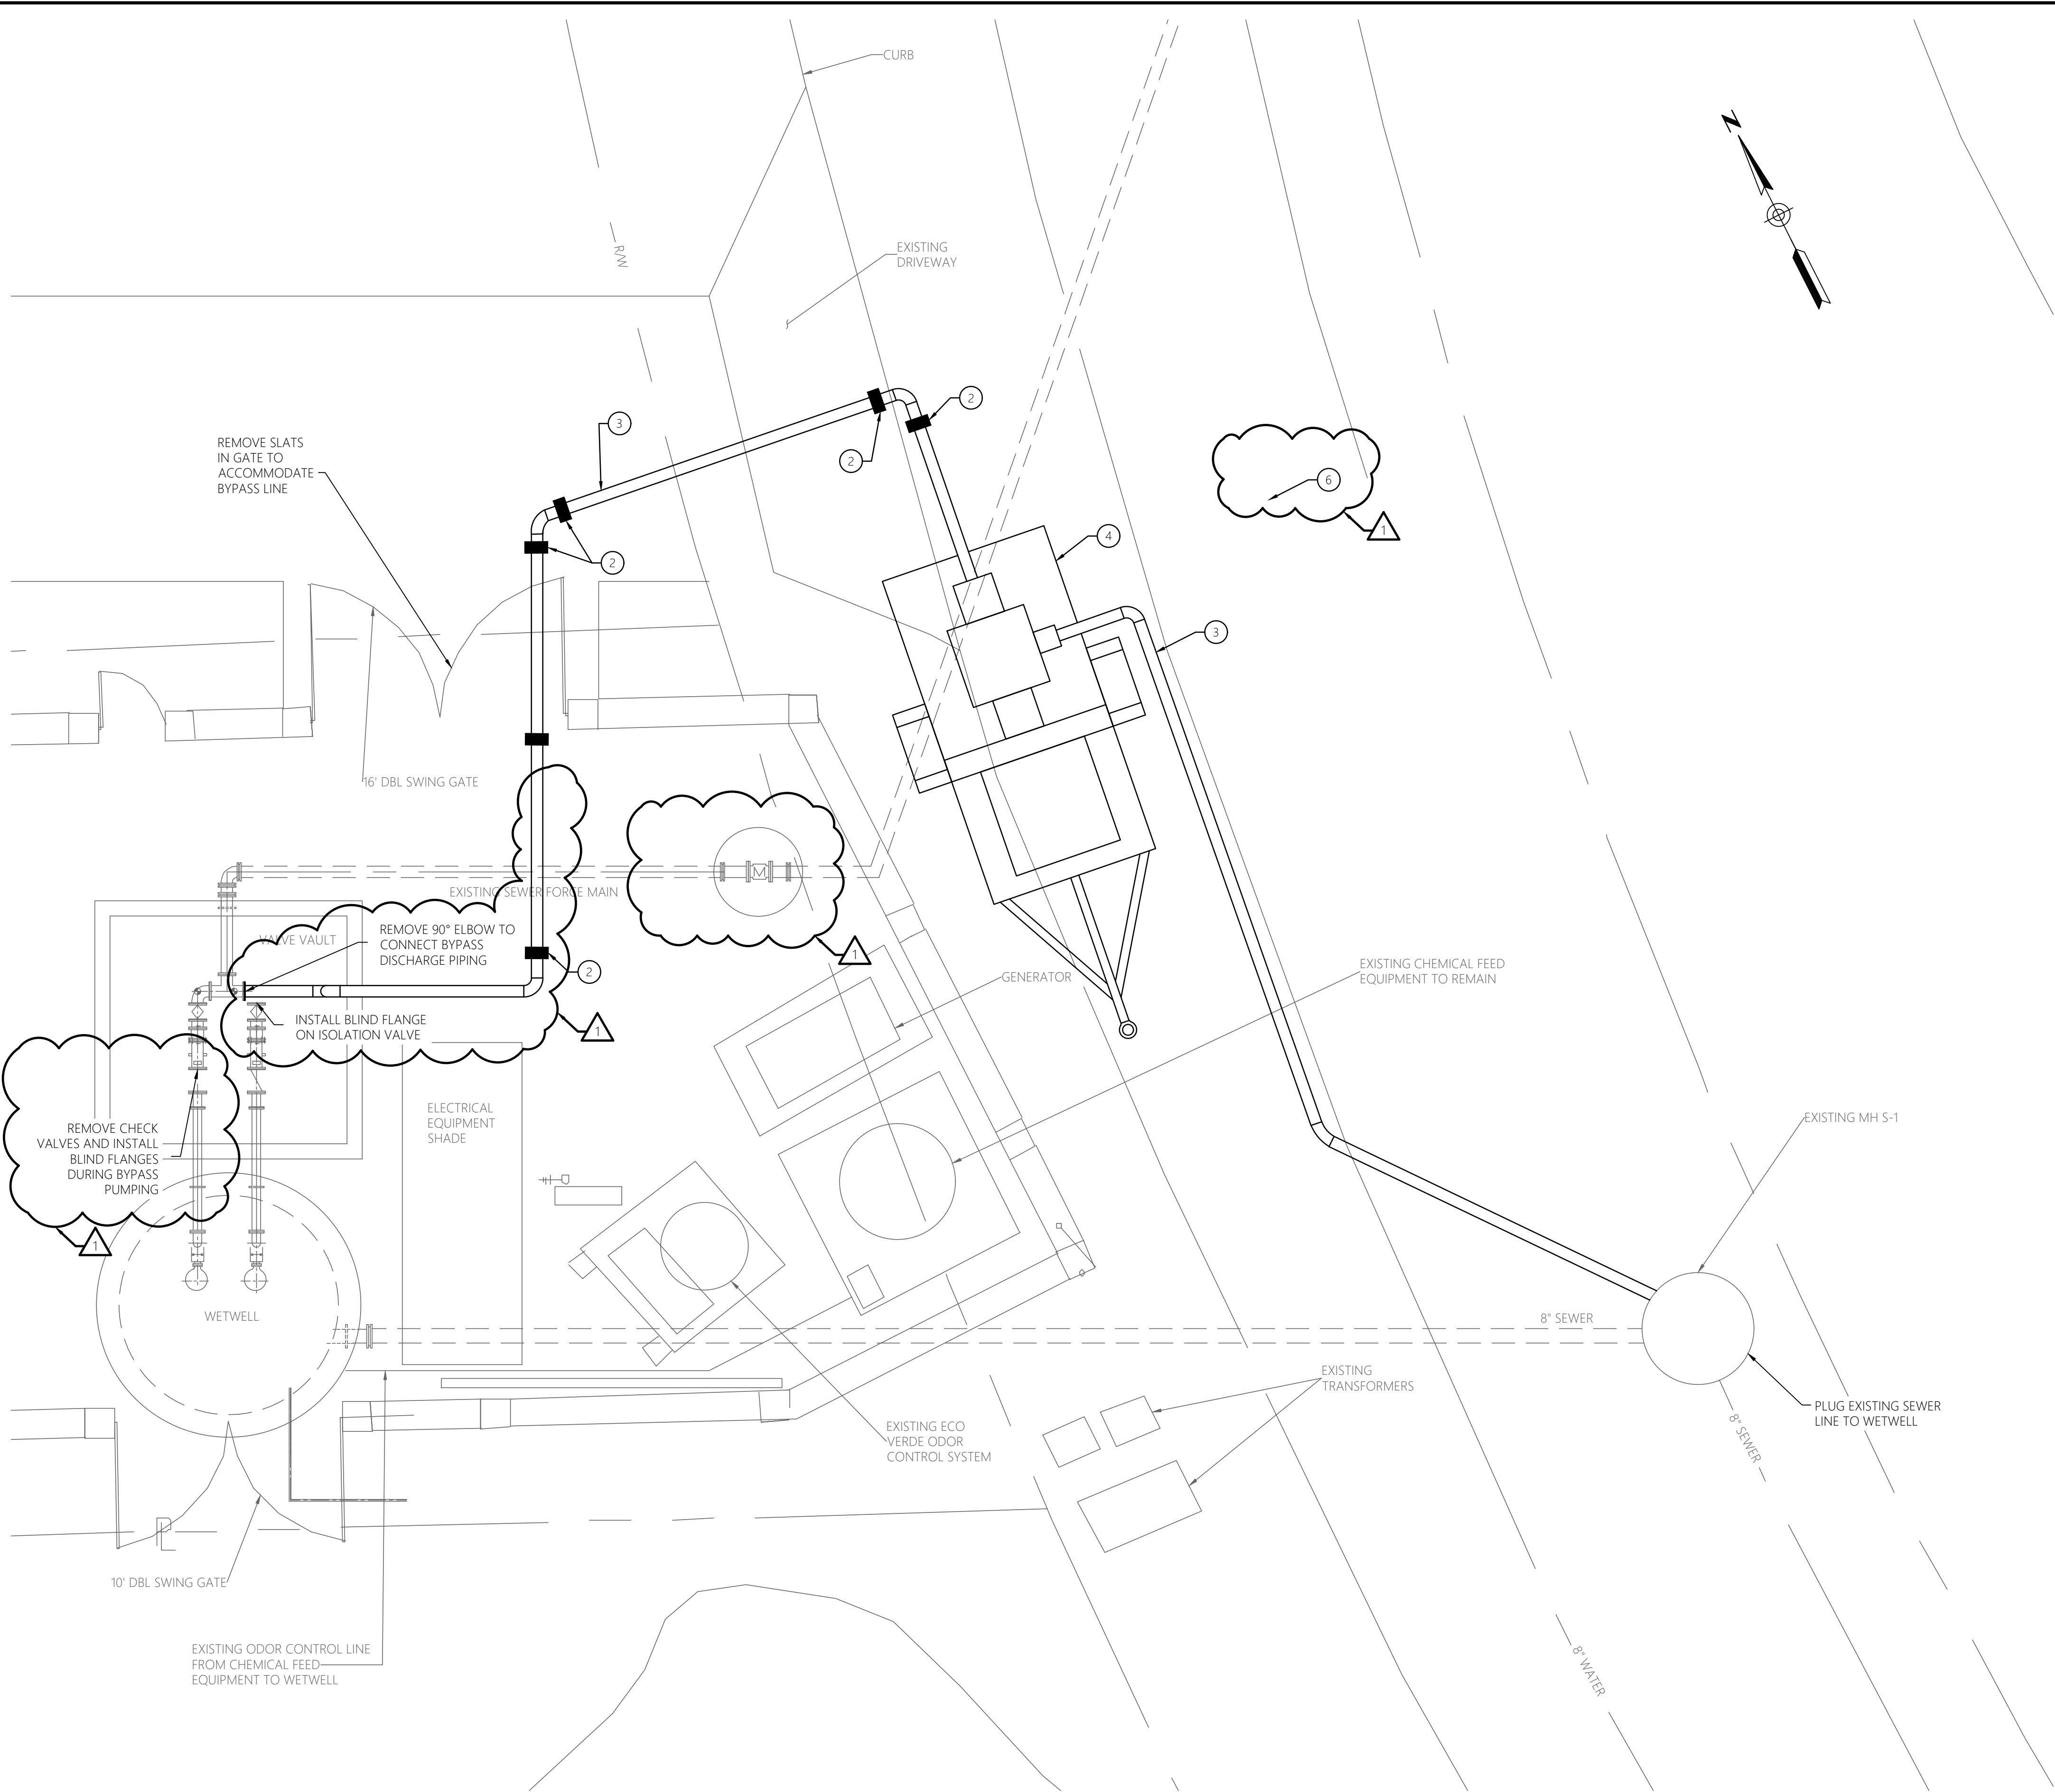 CURB
N
R/W
EXISTING
DRIVEWAY
2
3
2
REMOVE SLATS
IN GATE TO
ACCOMMODATE
BYPASS LINE
6
1
4
2
3
16' DBL SWING GATE
M
EXISTING SEWER FORCE MAIN
REMOVE 90° ELBOW TO
CONNECT BYPASS
DISCHARGE PIPING
VALVE VAULT
1
2
GENERATOR
EXISTING CHEMICAL FEED
EQUIPMENT TO REMAIN
INSTALL BLIND FLANGE
ON ISOLATION VALVE
1
ELECTRICAL
EQUIPMENT
SHADE
EXISTING MH S-1
REMOVE CHECK
VALVES AND INSTALL
BLIND FLANGES
DURING BYPASS
PUMPING
1
WETWELL
8" SEWER
EXISTING
TRANSFORMERS
PLUG EXISTING SEWER
LINE TO WETWELL
8" SEWER
EXISTING ECO
VERDE ODOR
CONTROL SYSTEM
PL
10' DBL SWING GATE
EXISTING ODOR CONTROL LINE
FROM CHEMICAL FEED
EQUIPMENT TO WETWELL
8" WATER